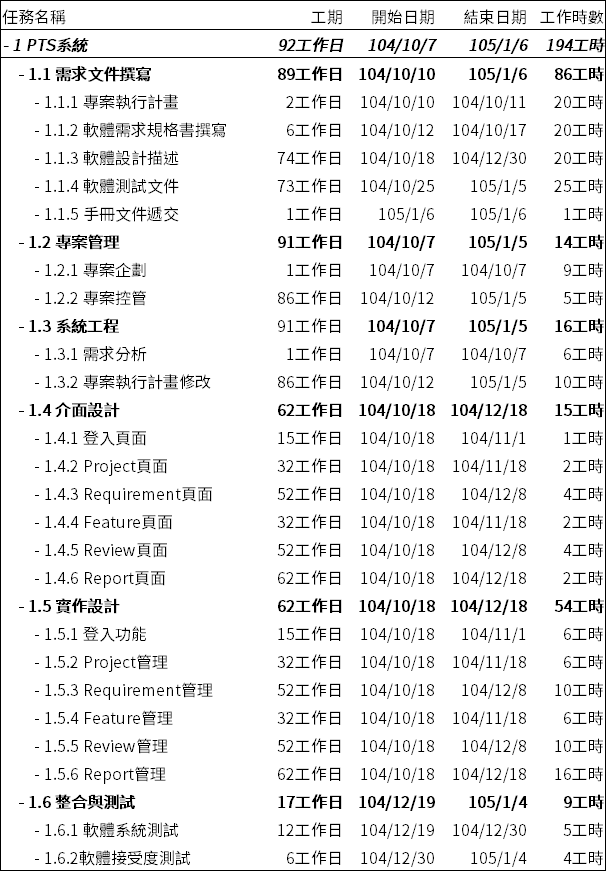 任務名稱 工期 開始日期 結束日期 工作時數
- 1 PTS系統 92工作日 104/10/7 105/1/6 194工時
- 1.1 需求文件撰寫 89工作日 104/10/10 105/1/6 86工時
- 1.1.1 專案執行計畫 2工作日 104/10/10 104/10/11 20工時
- 1.1.2 軟體需求規格書撰寫 6工作日 104/10/12 104/10/17 20工時
- 1.1.3 軟體設計描述 74工作日 104/10/18 104/12/30 20工時
- 1.1.4 軟體測試文件 73工作日 104/10/25 105/1/5 25工時
- 1.1.5 手冊文件遞交 1工作日 105/1/6 105/1/6 1工時
- 1.2 專案管理 91工作日 104/10/7 105/1/5 14工時
- 1.2.1 專案企劃 1工作日 104/10/7 104/10/7 9工時
- 1.2.2 專案控管 86工作日 104/10/12 105/1/5 5工時
- 1.3 系統工程 91工作日 104/10/7 105/1/5 16工時
- 1.3.1 需求分析 1工作日 104/10/7 104/10/7 6工時
- 1.3.2 專案執行計畫修改 86工作日 104/10/12 105/1/5 10工時
- 1.4 介面設計 62工作日 104/10/18 104/12/18 15工時
- 1.4.1 登入頁面 15工作日 104/10/18 104/11/1 1工時
- 1.4.2 Project頁面 32工作日 104/10/18 104/11/18 2工時
- 1.4.3 Requirement頁面 52工作日 104/10/18 104/12/8 4工時
- 1.4.4 Feature頁面 32工作日 104/10/18 104/11/18 2工時
- 1.4.5 Review頁面 52工作日 104/10/18 104/12/8 4工時
- 1.4.6 Report頁面 62工作日 104/10/18 104/12/18 2工時
- 1.5 實作設計 62工作日 104/10/18 104/12/18 54工時
- 1.5.1 登入功能 15工作日 104/10/18 104/11/1 6工時
- 1.5.2 Project管理 32工作日 104/10/18 104/11/18 6工時
- 1.5.3 Requirement管理 52工作日 104/10/18 104/12/8 10工時
- 1.5.4 Feature管理 32工作日 104/10/18 104/11/18 6工時
- 1.5.5 Review管理 52工作日 104/10/18 104/12/8 10工時
- 1.5.6 Report管理 62工作日 104/10/18 104/12/18 16工時
- 1.6 整合與測試 17工作日 104/12/19 105/1/4 9工時
- 1.6.1 軟體系統測試 12工作日 104/12/19 104/12/30 5工時
- 1.6.2軟體接受度測試 6工作日 104/12/30 105/1/4 4工時